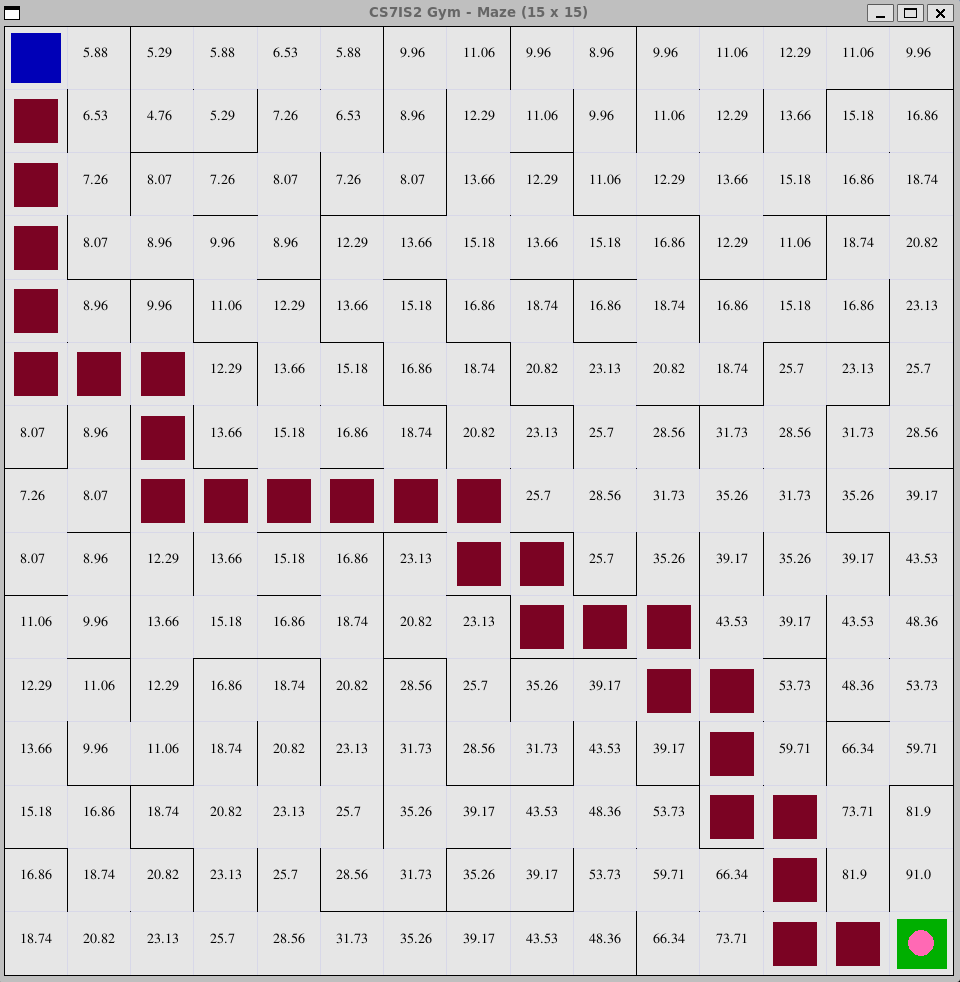 CS7IS2 Gym - Maze (15 x 15)
5.88 5.29 5.88 6.53 5.88 9.96 11.06 9.96 8.96 9.96 11.06 12.29 11.06 9.96
6.53 4.76 5.29 7.26 6.53 8.96 12.29 11.06 9.96 11.06 12.29 13.66 15.18 16.86
7.26 8.07 7.26 8.07 7.26 8.07 13.66 12.29 11.06 12.29 13.66 15.18 16.86 18.74
8.07 8.96 9.96 8.96 12.29 13.66 15.18 13.66 15.18 16.86 12.29 11.06 18.74 20.82
8.96 9.96 11.06 12.29 13.66 15.18 16.86 18.74 16.86 18.74 16.86 15.18 16.86 23.13
12.29 13.66 15.18 16.86 18.74 20.82 23.13 20.82 18.74 25.7 23.13 25.7
8.07 8.96 13.66 15.18 16.86 18.74 20.82 23.13 25.7 28.56 31.73 28.56 31.73 28.56
7.26 8.07 25.7 28.56 31.73 35.26 31.73 35.26 39.17
8.07 8.96 12.29 13.66 15.18 16.86 23.13 25.7 35.26 39.17 35.26 39.17 43.53
11.06 9.96 13.66 15.18 16.86 18.74 20.82 23.13 43.53 39.17 43.53 48.36
12.29 11.06 12.29 16.86 18.74 20.82 28.56 25.7 35.26 39.17 53.73 48.36 53.73
13.66 9.96 11.06 18.74 20.82 23.13 31.73 28.56 31.73 43.53 39.17 59.71 66.34 59.71
15.18 16.86 18.74 20.82 23.13 25.7 35.26 39.17 43.53 48.36 53.73 73.71 81.9
16.86 18.74 20.82 23.13 25.7 28.56 31.73 35.26 39.17 53.73 59.71 66.34 81.9 91.0
18.74 20.82 23.13 25.7 28.56 31.73 35.26 39.17 43.53 48.36 66.34 73.71